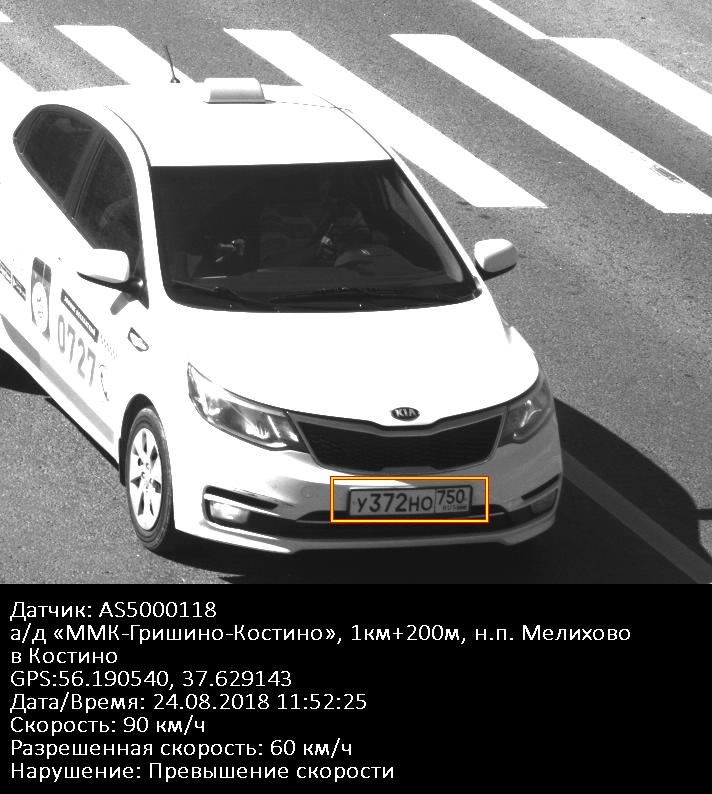 0727
KIA
У372НО 750
RUS
Датчик: AS5000118
а/д «ММК-Гришино-Костино», 1км+200м, н.п. Мелихово
в Костино
GPS:56.190540, 37.629143
Дата/Время: 24.08.2018 11:52:25
Скорость: 90 км/ч
Разрешенная скорость: 60 км/ч
Нарушение: Превышение скорости